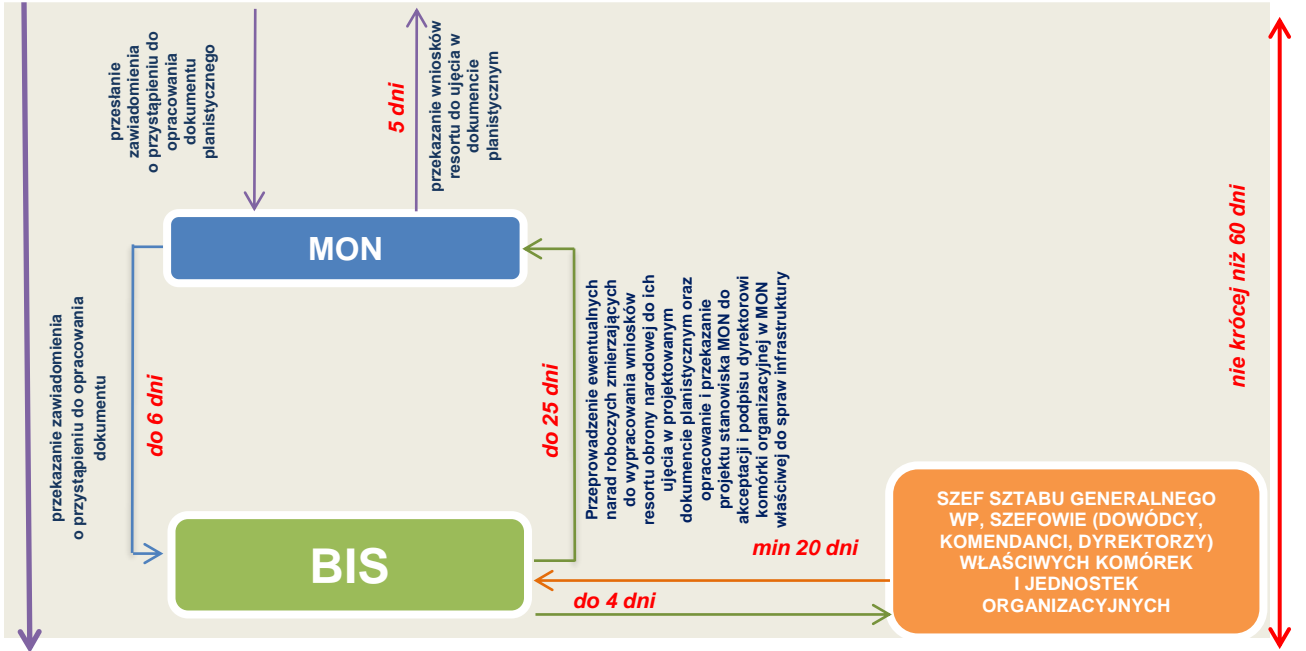 przesłanie
zawiadomienia
o przystąpieniu do
opracowania
dokumentu
planistycznego
5 dni
przekazanie wniosków
resortu do ujęcia w
dokumencie
planistycznym
MON
przekazanie zawiadomienia
o przystąpieniu do opracowania
dokumentu
do 6 dni
do 25 dni
Przeprowadzenie ewentualnych
narad roboczych zmierzających
do wypracowania wniosków
resortu obrony narodowej do ich
ujęcia w projektowanym
dokumencie planistycznym oraz
opracowanie i przekazanie
projektu stanowiska MON do
akceptacji i podpisu dyrektorowi
komórki organizacyjnej w MON
właściwej do spraw infrastruktury
nie krócej niż 60 dni
BIS
min 20 dni
do 4 dni
SZEF SZTABU GENERALNEGO
WP, SZEFOWIE (DOWÓDCY,
KOMENDANCI, DYREKTORZY)
WŁAŚCIWYCH KOMÓREK
I JEDNOSTEK
ORGANIZACYJNYCH